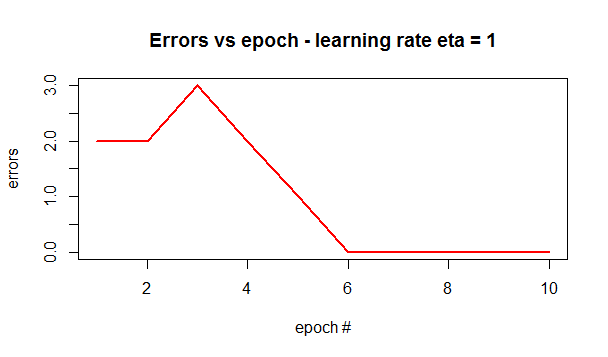 Errors vs epoch - learning rate eta = 1
3.0
2.0
1.0
0.0
errors
2 4 6 8 10
epoch #